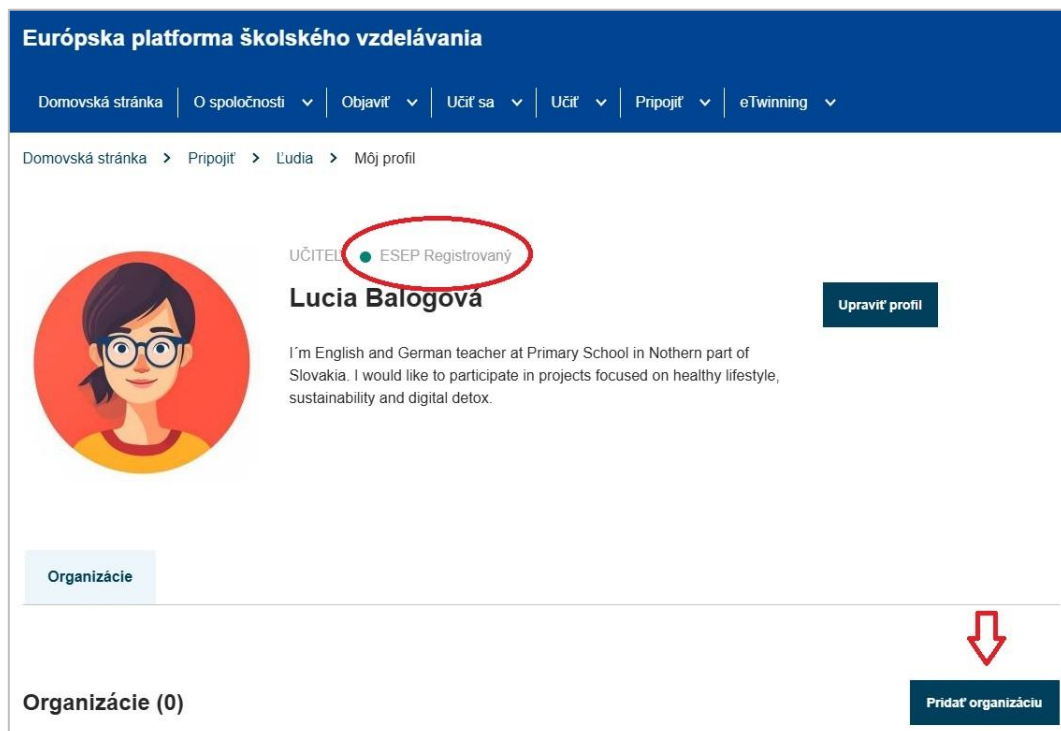 Európska platforma školského vzdelávania
Domovská stránka O spoločnosti Objaviť Učiť sa Učiť Pripojiť eTwinning
Domovská stránka > Pripojiť > Ľudia > Môj profil
UČITEĽ ESEP Registrovaný
Lucia Balogová
Upraviť profil
I´m English and German teacher at Primary School in Nothern part of
Slovakia. I would like to participate in projects focused on healthy lifestyle,
sustainability and digital detox.
Organizácie
Organizácie (0)
Pridať organizáciu